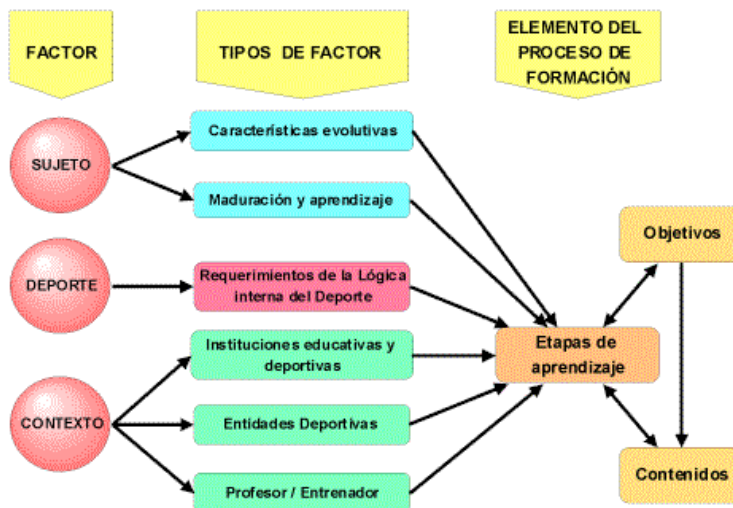 FACTOR
TIPOS DE FACTOR
ELEMENTO DEL
PROCESO DE
FORMACIÓN
SUJETO
Características evolutivas
Maduración y aprendizaje
DEPORTE
Requerimientos de la Lógica
interna del Deporte
CONTEXTO
Instituciones educativas y
deportivas
Entidades Deportivas
Profesor / Entrenador
Etapas de
aprendizaje
Objetivos
Contenidos